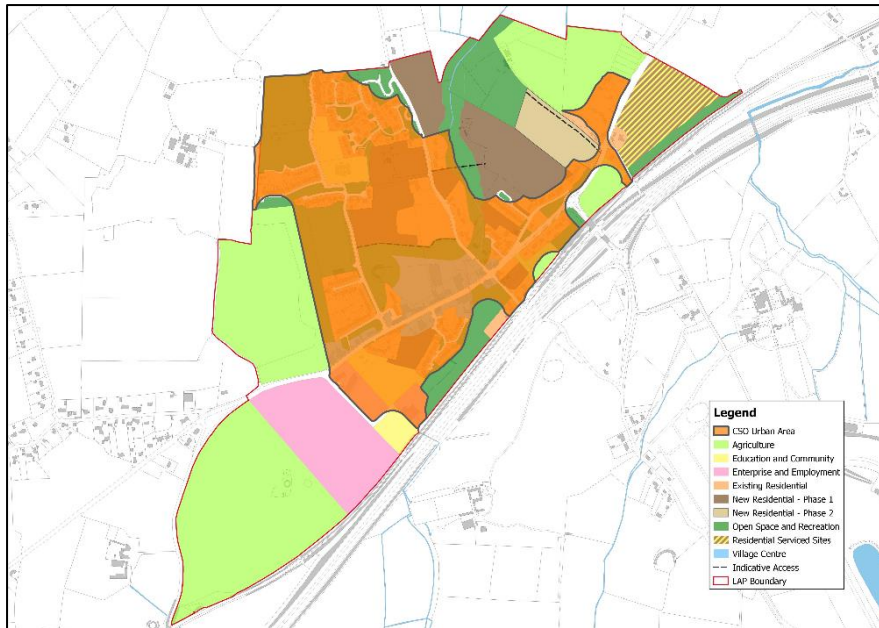 Legend
CSO Urban Area
Agriculture
Education and Community
Enterprise and Employment
Existing Residential
New Residential - Phase 1
New Residential - Phase 2
Open Space and Recreation
Residential Serviced Sites
Village Centre
Indicative Access
LAP Boundary